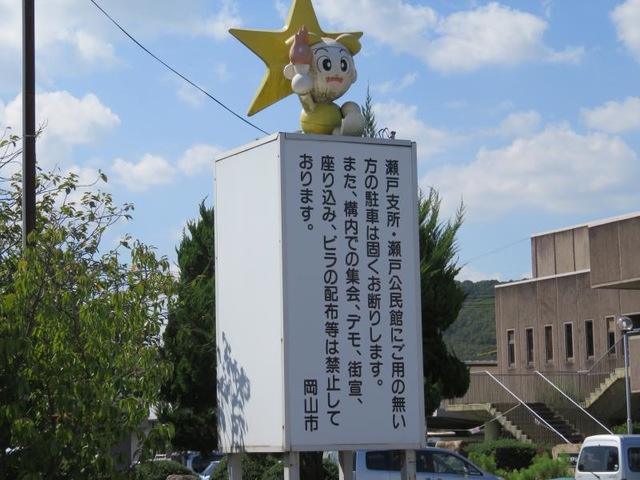 瀬戸支所・瀬戸公民館にご用の無い
方の駐車は固くお断りします。
また、構内での集会、デモ、街宣、
座り込み、ビラの配布等は禁止して
おります。
岡山市